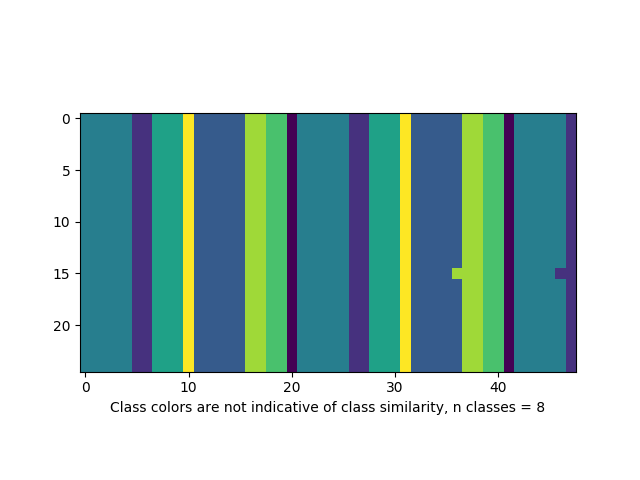 0
5
10
15
20
0 10 20 30 40
Class colors are not indicative of class similarity, n classes = 8